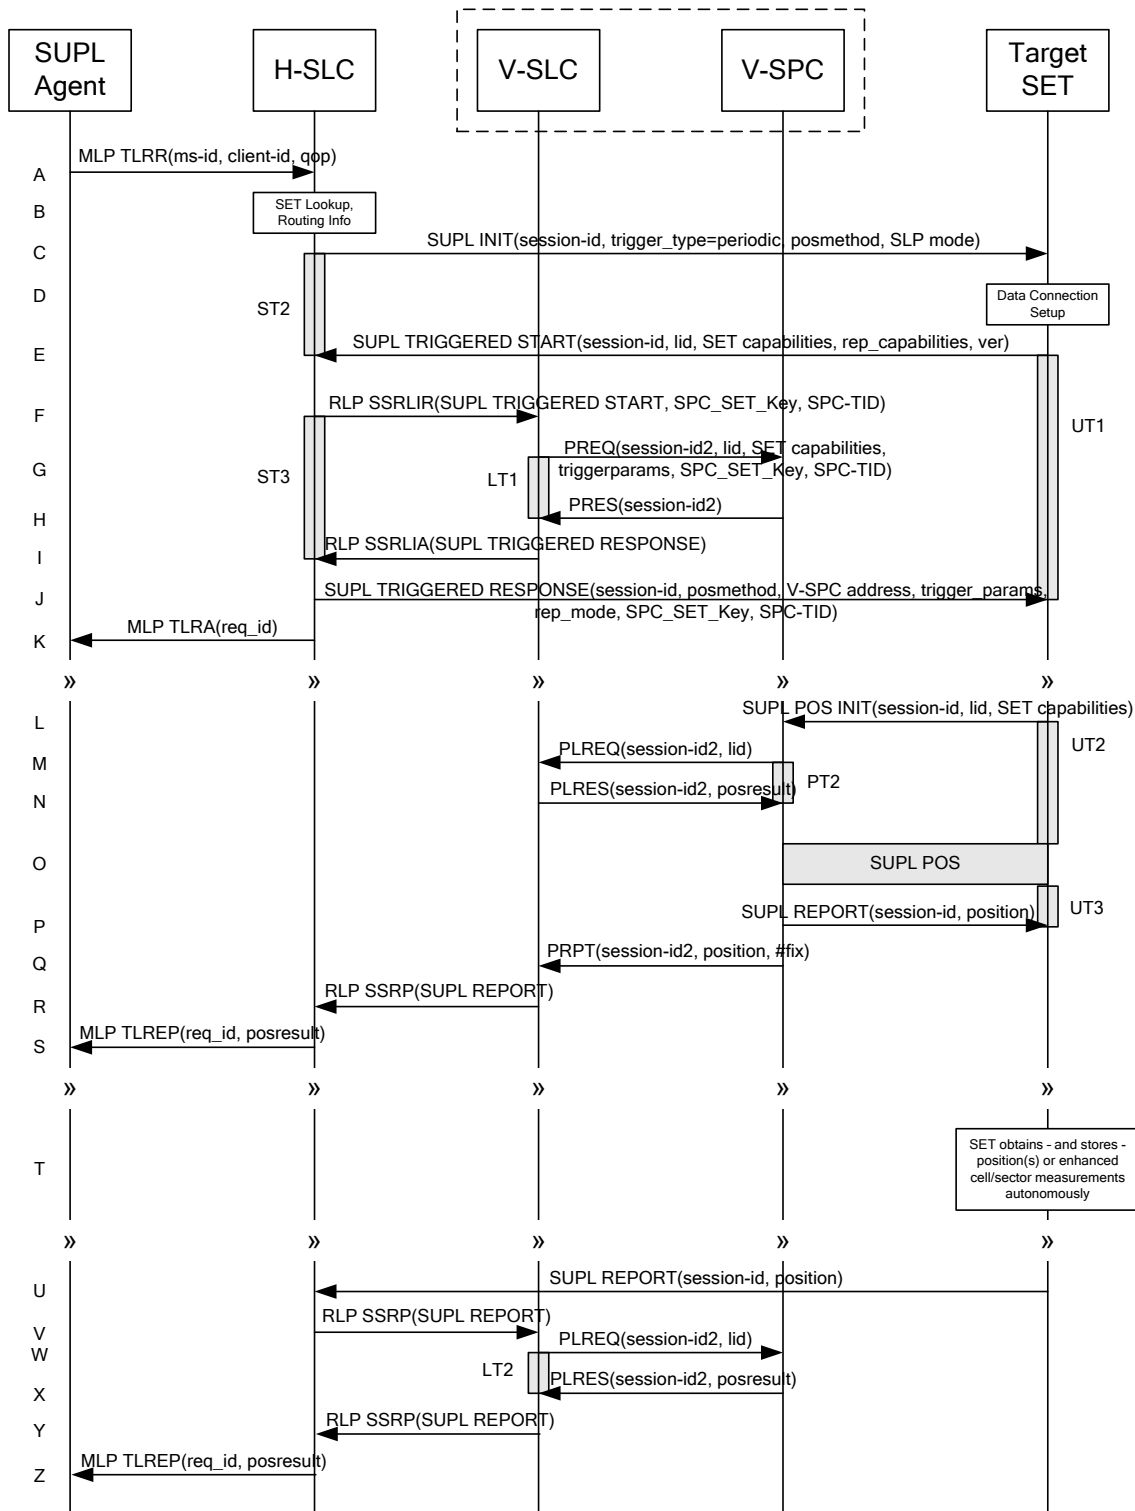 SUPL
Agent
H-SLC
V-SLC
V-SPC
Target
SET
A
MLP TLRR(ms-id, client-id, qop)
B
SET Lookup,
Routing Info
C
SUPL INIT(session-id, trigger_type=periodic, posmethod, SLP mode)
D
ST2
Data Connection
Setup
E
SUPL TRIGGERED START(session-id, lid, SET capabilities, rep_capabilities, ver)
F
RLP SSRLIR(SUPL TRIGGERED START, SPC_SET_Key, SPC-TID)
UT1
G
ST3
LT1
PREQ(session-id2, lid, SET capabilities,
triggerparams, SPC_SET_Key, SPC-TID)
H
PRES(session-id2)
I
RLP SSRLIA(SUPL TRIGGERED RESPONSE)
J
SUPL TRIGGERED RESPONSE(session-id, posmethod, V-SPC address, trigger_params,
rep_mode, SPC_SET_Key, SPC-TID)
K
MLP TLRA(req_id)
» » » » »
L
SUPL POS INIT(session-id, lid, SET capabilities)
UT2
M
PLREQ(session-id2, lid)
PT2
N
PLRES(session-id2, posresult)
O
SUPL POS
P
SUPL REPORT(session-id, position)
UT3
Q
PRPT(session-id2, position, #fix)
R
RLP SSRP(SUPL REPORT)
S
MLP TLREP(req_id, posresult)
» » » » »
T
SET obtains - and stores -
position(s) or enhanced
cell/sector measurements
autonomously
» » » » »
U
SUPL REPORT(session-id, position)
V
RLP SSRP(SUPL REPORT)
W
PLREQ(session-id2, lid)
LT2
X
PLRES(session-id2, posresult)
Y
RLP SSRP(SUPL REPORT)
Z
MLP TLREP(req_id, posresult)